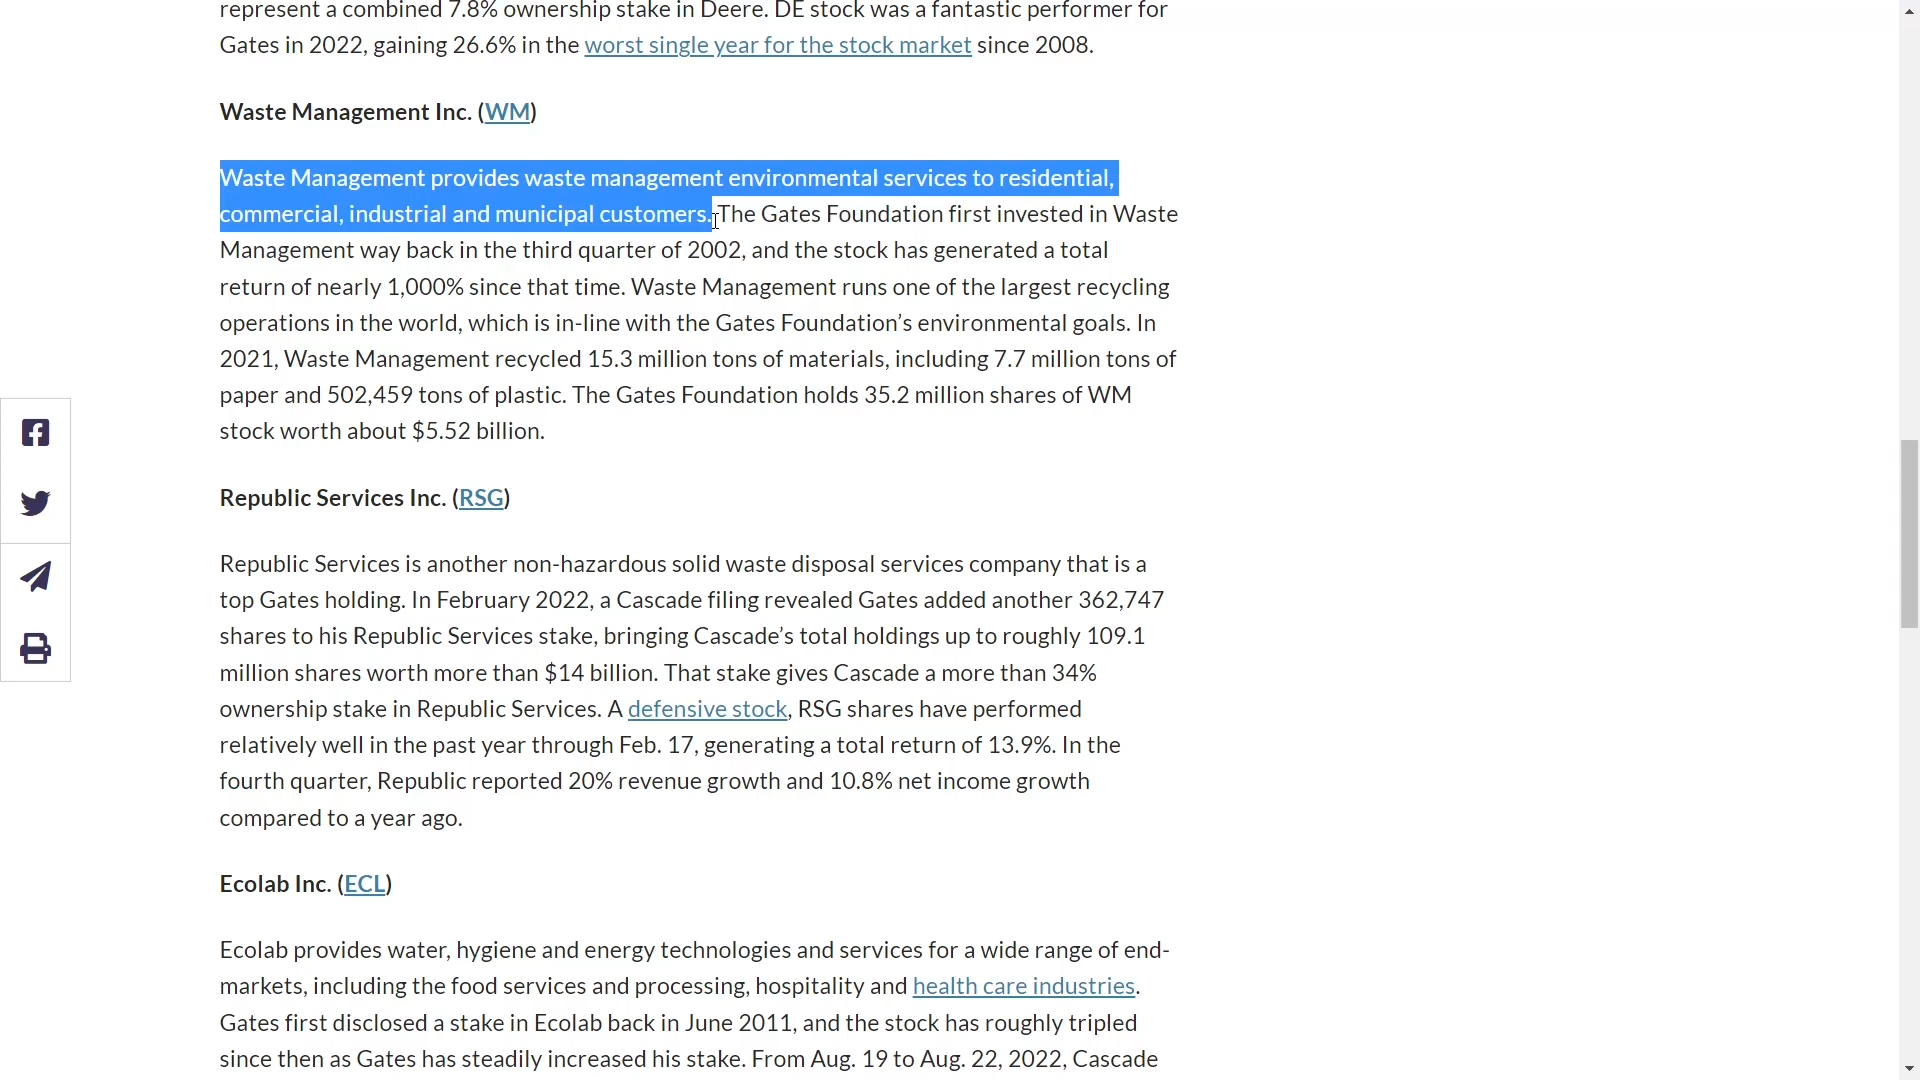 represent a combined 7.8% ownership stake in Deere. DE stock was a fantastic performer for
Gates in 2022, gaining 26.6% in the worst single year for the stock market since 2008.
Waste Management Inc. (WM)
Waste Management provides waste management environmental services to residential,
commercial, industrial and municipal customers. The Gates Foundation first invested in Waste
Management way back in the third quarter of 2002, and the stock has generated a total
return of nearly 1,000% since that time. Waste Management runs one of the largest recycling
operations in the world, which is in-line with the Gates Foundation’s environmental goals. In
2021, Waste Management recycled 15.3 million tons of materials, including 7.7 million tons of
paper and 502,459 tons of plastic. The Gates Foundation holds 35.2 million shares of WM
stock worth about $5.52 billion.
Republic Services Inc. (RSG)
Republic Services is another non-hazardous solid waste disposal services company that is a
top Gates holding. In February 2022, a Cascade filing revealed Gates added another 362,747
shares to his Republic Services stake, bringing Cascade’s total holdings up to roughly 109.1
million shares worth more than $14 billion. That stake gives Cascade a more than 34%
ownership stake in Republic Services. A defensive stock, RSG shares have performed
relatively well in the past year through Feb. 17, generating a total return of 13.9%. In the
fourth quarter, Republic reported 20% revenue growth and 10.8% net income growth
compared to a year ago.
Ecolab Inc. (ECL)
Ecolab provides water, hygiene and energy technologies and services for a wide range of end-
markets, including the food services and processing, hospitality and health care industries.
Gates first disclosed a stake in Ecolab back in June 2011, and the stock has roughly tripled
since then as Gates has steadily increased his stake. From Aug. 19 to Aug. 22, 2022, Cascade